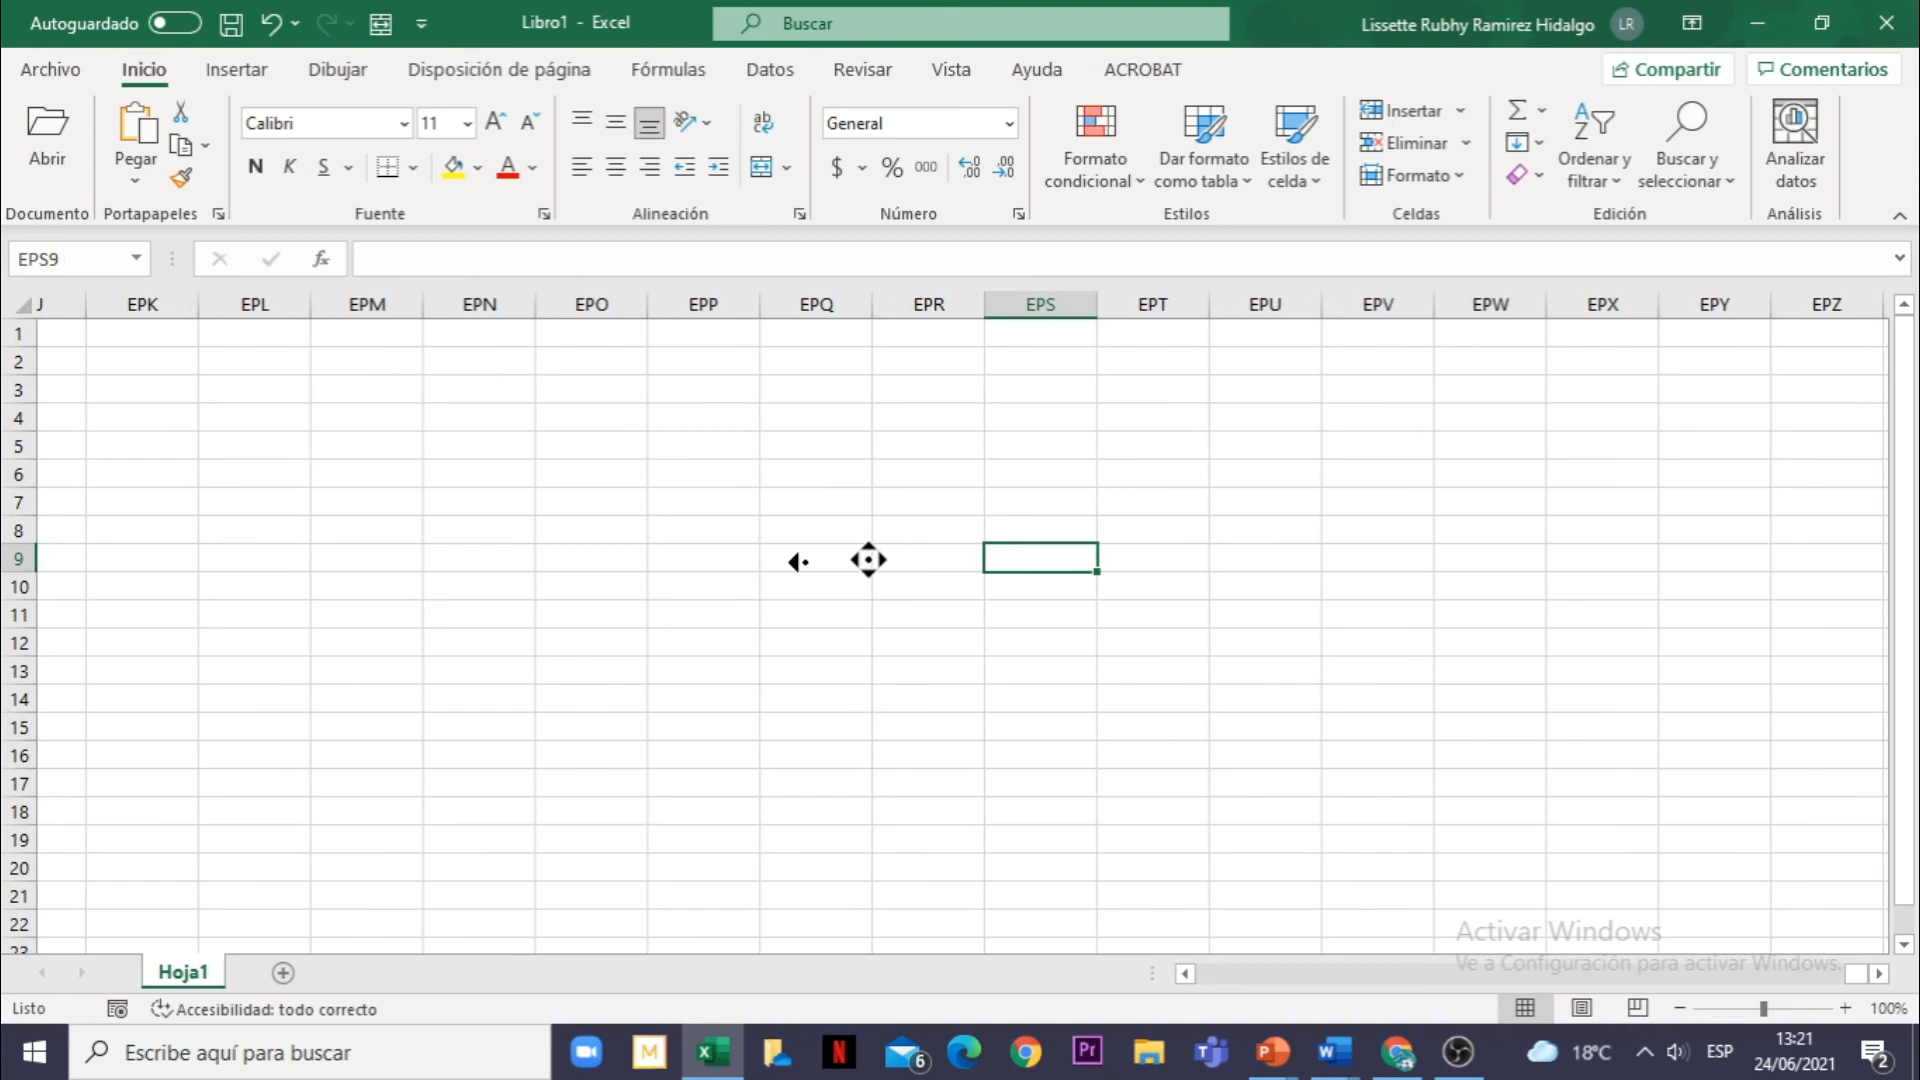 Autoguardado
Libro1 - Excel
Buscar
Lissette Rubhy Ramirez Hidalgo
LR
Archivo
Inicio
Insertar
Dibujar
Disposición de página
Fórmulas
Datos
Revisar
Vista
Ayuda
ACROBAT
Compartir
Comentarios
Abrir
Documento
Pegar
Portapapeles
Calibri
11
N K S
Fuente
Alineación
General
$ % 000
Número
Formato condicional
Dar formato como tabla
Estilos de celda
Estilos
Insertar
Eliminar
Formato
Celdas
Ordenar y filtrar
Buscar y seleccionar
Edición
Analizar datos
Análisis
EPS9
fx
J EPK EPL EPM EPN EPO EPP EPQ EPR EPS EPT EPU EPV EPW EPX EPY EPZ
1
2
3
4
5
6
7
8
9
10
11
12
13
14
15
16
17
18
19
20
21
22
23
Activar Windows
Ve a Configuración para activar Windows.
Hoja1
Listo
Accesibilidad: todo correcto
100%
Escribe aquí para buscar
6
18°C
ESP
13:21
24/06/2021
2